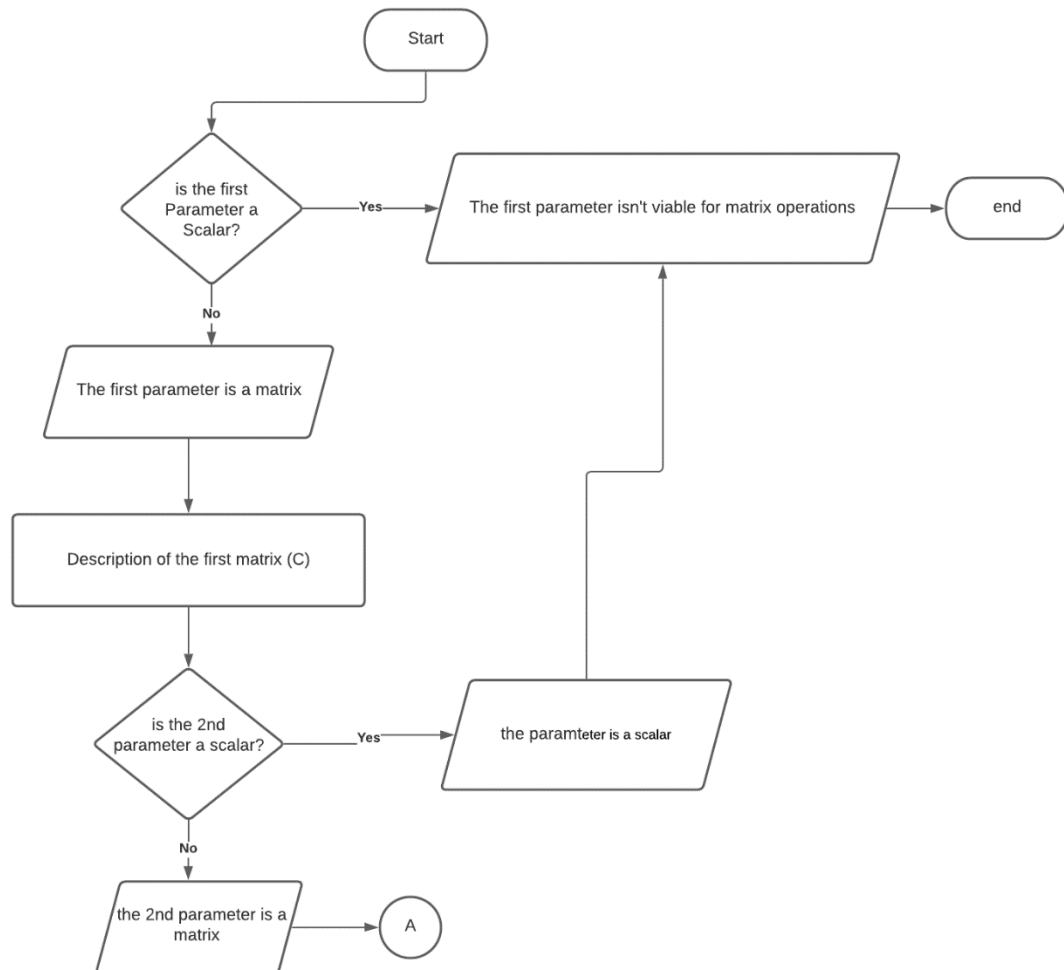 Start
is the first
Parameter a
Scalar?
Yes
The first parameter isn't viable for matrix operations
end
No
The first parameter is a matrix
Description of the first matrix (C)
is the 2nd
parameter a scalar?
Yes
the paramteter is a scalar
No
the 2nd parameter is a
matrix
A